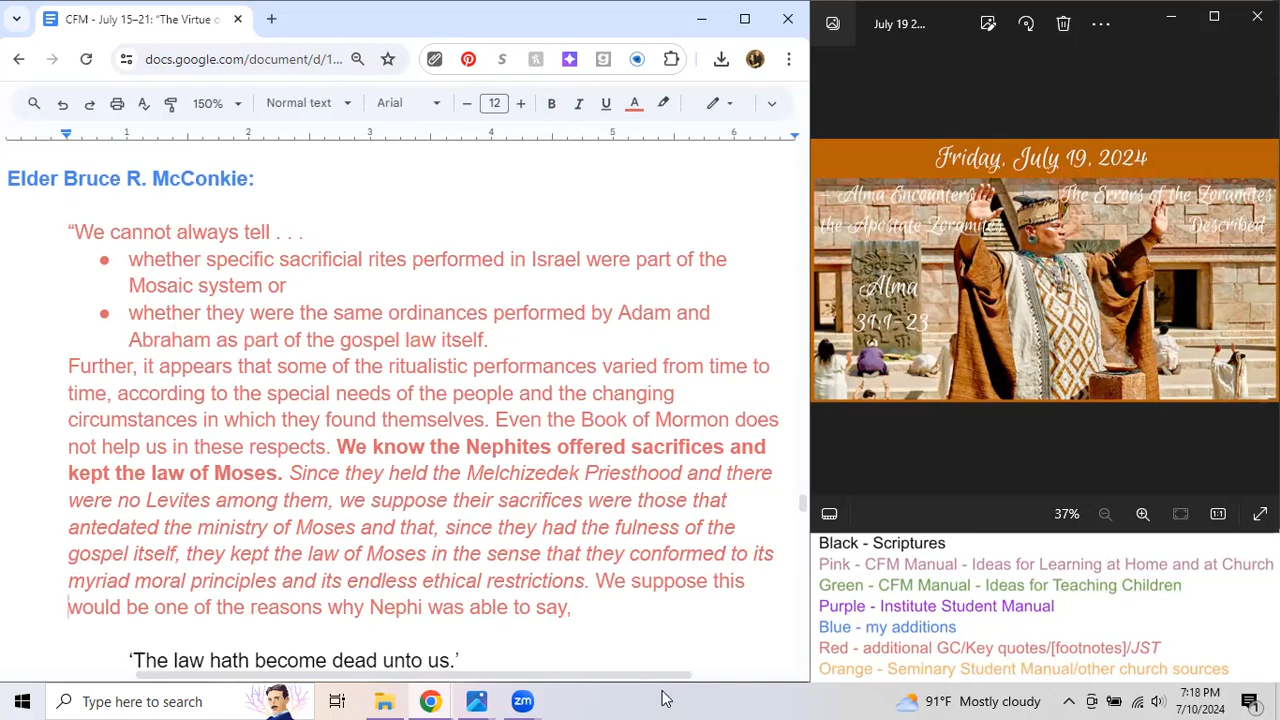 CFM - July 15–21: “The Virtue o
docs.google.com/document/d/1...
150%
Normal text
Arial
12
B
I
U
A
1
2
3
4
5
6
Elder Bruce R. McConkie:
“We cannot always tell . . .
whether specific sacrificial rites performed in Israel were part of the
Mosaic system or
whether they were the same ordinances performed by Adam and
Abraham as part of the gospel law itself.
Further, it appears that some of the ritualistic performances varied from time to
time, according to the special needs of the people and the changing
circumstances in which they found themselves. Even the Book of Mormon does
not help us in these respects. We know the Nephites offered sacrifices and
kept the law of Moses. Since they held the Melchizedek Priesthood and there
were no Levites among them, we suppose their sacrifices were those that
antedated the ministry of Moses and that, since they had the fulness of the
gospel itself, they kept the law of Moses in the sense that they conformed to its
myriad moral principles and its endless ethical restrictions. We suppose this
would be one of the reasons why Nephi was able to say,
‘The law hath become dead unto us.’
July 19 2...
Friday, July 19, 2024
Alma Encounters
the Apostate Zoramites
The Errors of the Zoramites
Described
Alma
31:1-23
37%
1:1
Black - Scriptures
Pink - CFM Manual - Ideas for Learning at Home and at Church
Green - CFM Manual - Ideas for Teaching Children
Purple - Institute Student Manual
Blue - my additions
Red - additional GC/Key quotes/[footnotes]/JST
Orange - Seminary Student Manual/other church sources
Type here to search
zm
91°F Mostly cloudy
7:18 PM
7/10/2024
1